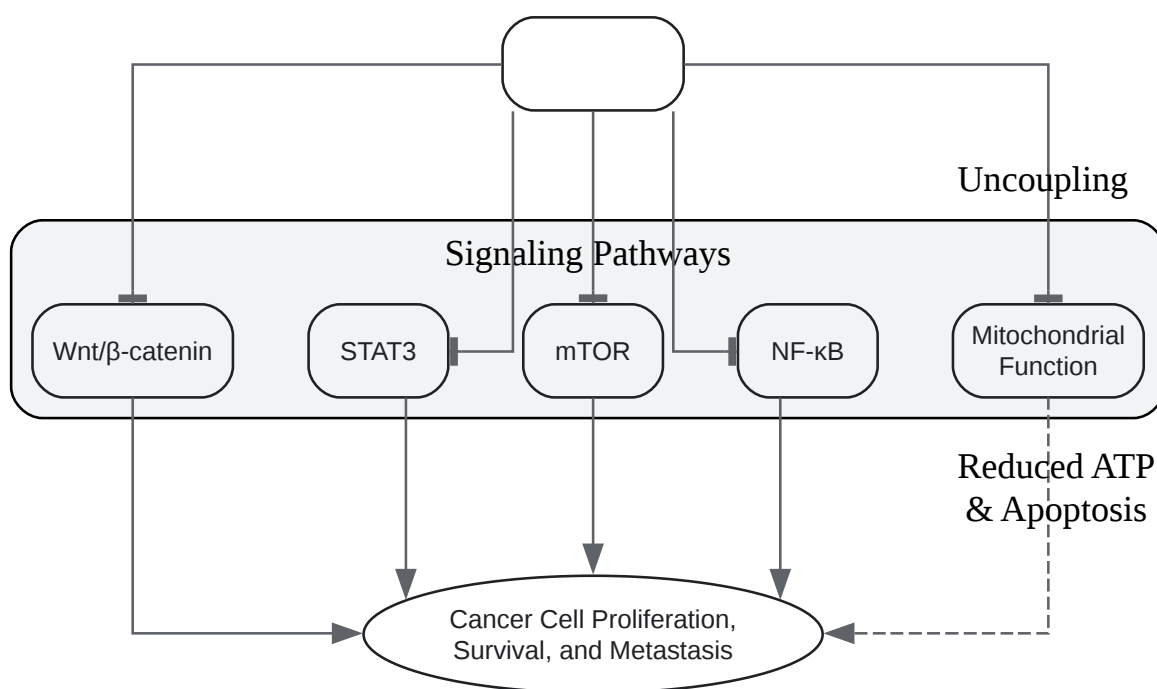 Uncoupling
Signaling Pathways
Wnt/β-catenin
STAT3
mTOR
NF-κB
Mitochondrial
Function
Reduced ATP
& Apoptosis
Cancer Cell Proliferation,
Survival, and Metastasis